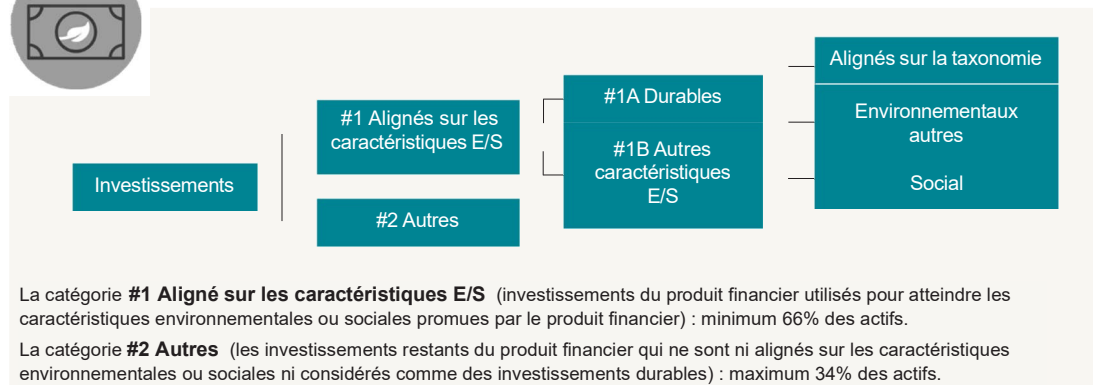 Investissements
#1 Alignés sur les
caractéristiques E/S
#2 Autres
#1A Durables
#1B Autres
caractéristiques
E/S
Alignés sur la taxonomie
Environnementaux
autres
Social
La catégorie #1 Aligné sur les caractéristiques E/S (investissements du produit financier utilisés pour atteindre les
caractéristiques environnementales ou sociales promues par le produit financier) : minimum 66% des actifs.
La catégorie #2 Autres (les investissements restants du produit financier qui ne sont ni alignés sur les caractéristiques
environnementales ou sociales ni considérés comme des investissements durables) : maximum 34% des actifs.